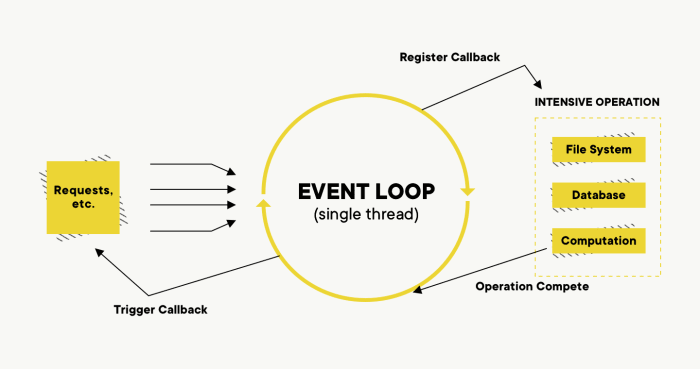 Register Callback
INTENSIVE OPERATION
File System
Requests,
etc.
EVENT LOOP
(single thread)
Database
Computation
Operation Compete
Trigger Callback